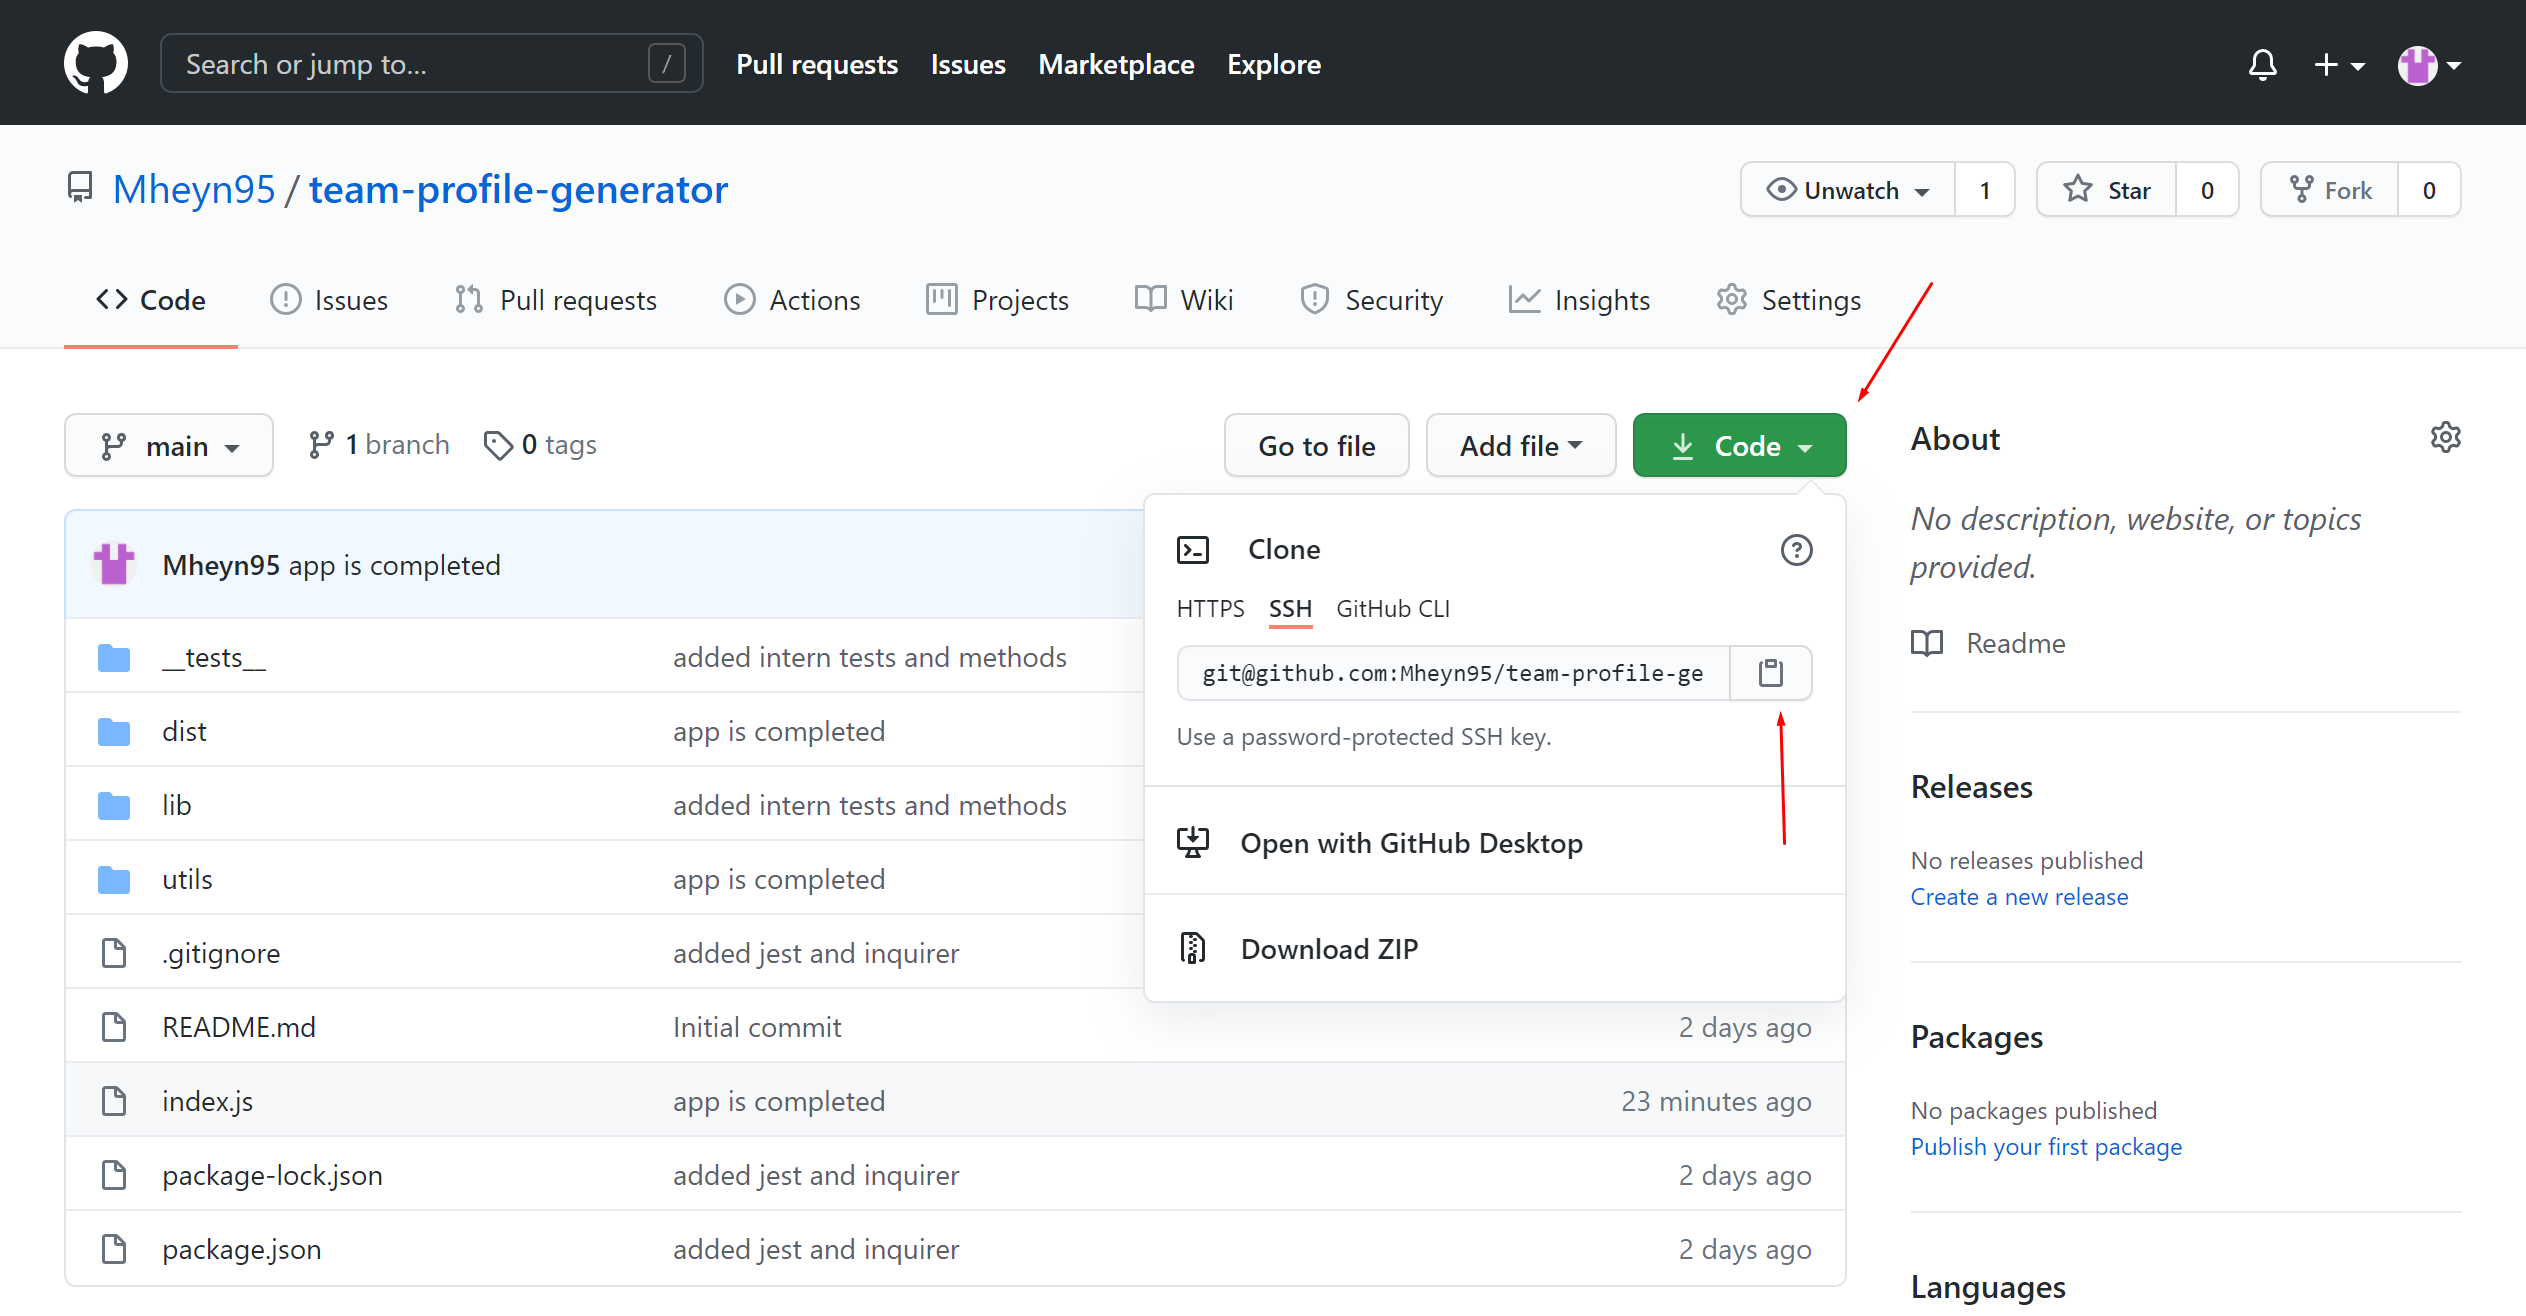 Search or jump to... /
Pull requests Issues Marketplace Explore
Mheyn95 / team-profile-generator
Unwatch 1 Star 0 Fork 0
Code Issues Pull requests Actions Projects Wiki Security Insights Settings
main 1 branch 0 tags Go to file Add file Code
About
No description, website, or topics
provided.
Readme
Releases
No releases published
Create a new release
Packages
No packages published
Publish your first package
Languages
Clone
HTTPS SSH GitHub CLI
git@github.com:Mheyn95/team-profile-ge
Use a password-protected SSH key.
Open with GitHub Desktop
Download ZIP
Mheyn95 app is completed
__tests__ added intern tests and methods
dist app is completed
lib added intern tests and methods
utils app is completed
.gitignore added jest and inquirer
README.md Initial commit 2 days ago
index.js app is completed 23 minutes ago
package-lock.json added jest and inquirer 2 days ago
package.json added jest and inquirer 2 days ago